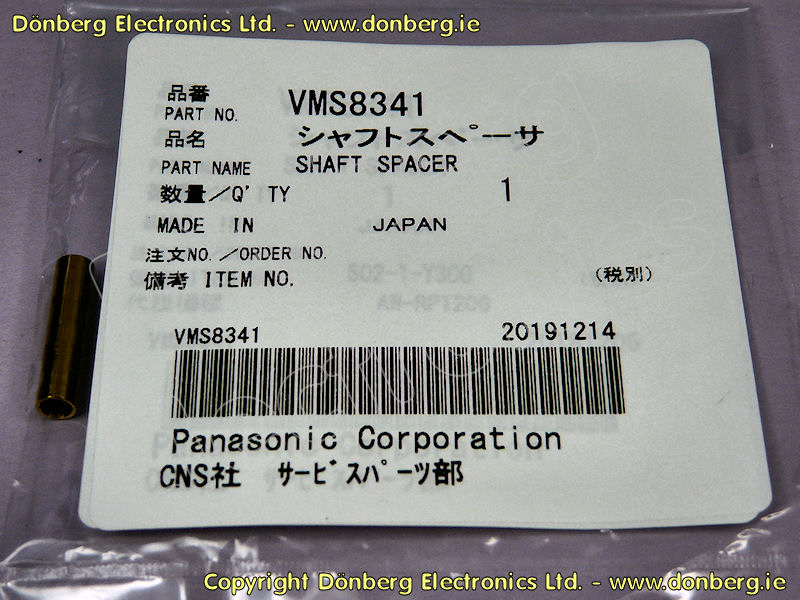 Dönberg Electronics Ltd. - www.donberg.ie
品番
PART NO. VMS8341
品名 シャフトスペーサ
PART NAME SHAFT SPACER
数量／Q'TY 1
MADE IN JAPAN
注文NO.／ORDER NO.
備考 ITEM NO. （税別）
VMS8341 20191214
Panasonic Corporation
CNS社 ｻｰﾋﾞｽﾊﾟｰﾂ部
Copyright Dönberg Electronics Ltd. - www.donberg.ie